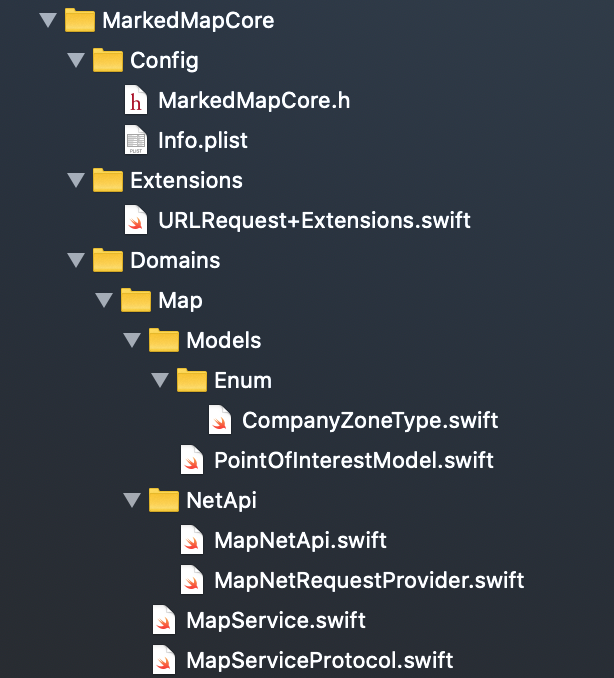 MarkedMapCore
Config
h MarkedMapCore.h
PLIST Info.plist
Extensions
URLRequest+Extensions.swift
Domains
Map
Models
Enum
CompanyZoneType.swift
PointOfInterestModel.swift
NetApi
MapNetApi.swift
MapNetRequestProvider.swift
MapService.swift
MapServiceProtocol.swift